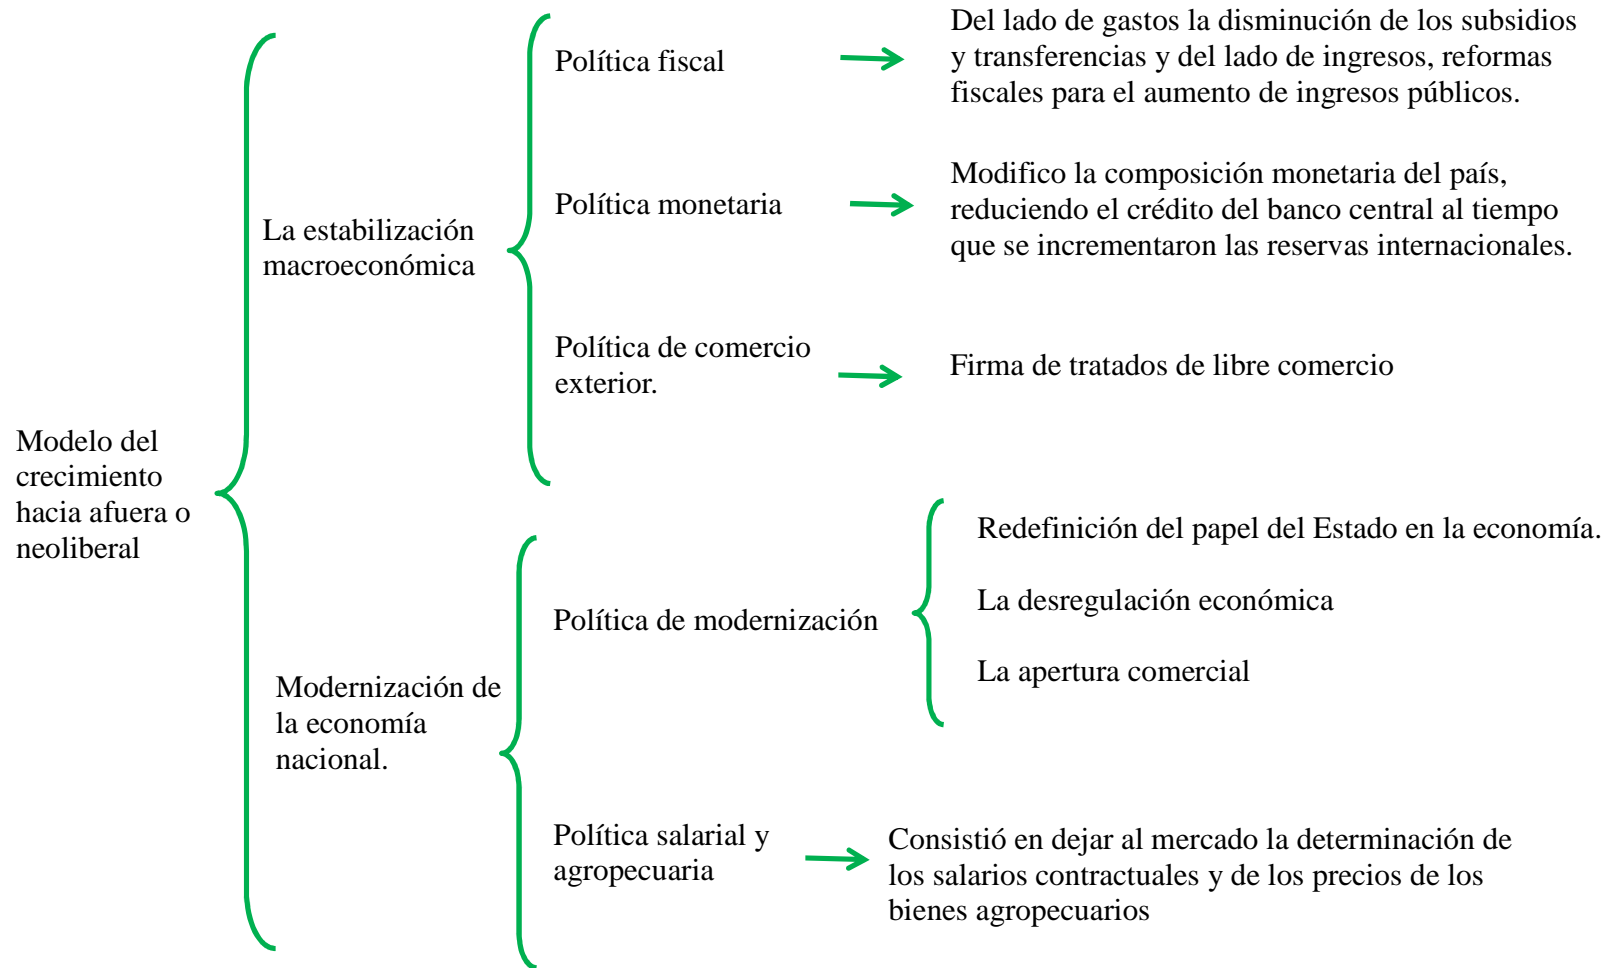 Modelo del
crecimiento
hacia afuera o
neoliberal
La estabilización
macroeconómica
Política fiscal
Del lado de gastos la disminución de los subsidios
y transferencias y del lado de ingresos, reformas
fiscales para el aumento de ingresos públicos.
Política monetaria
Modifico la composición monetaria del país,
reduciendo el crédito del banco central al tiempo
que se incrementaron las reservas internacionales.
Política de comercio
exterior.
Firma de tratados de libre comercio
Modernización de
la economía
nacional.
Política de modernización
Redefinición del papel del Estado en la economía.
La desregulación económica
La apertura comercial
Política salarial y
agropecuaria
Consistió en dejar al mercado la determinación de
los salarios contractuales y de los precios de los
bienes agropecuarios